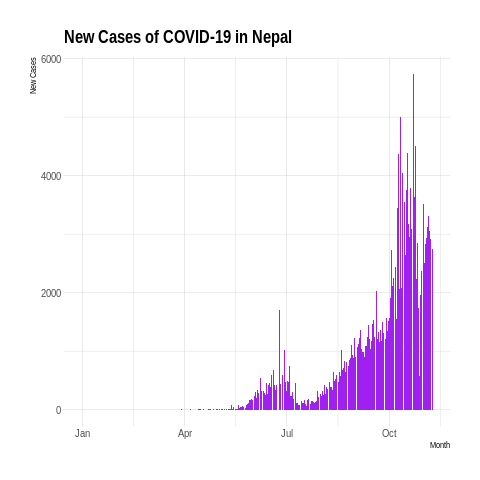 New Cases of COVID-19 in Nepal
New Cases
6000
4000
2000
0
Jan Apr Jul Oct
Month